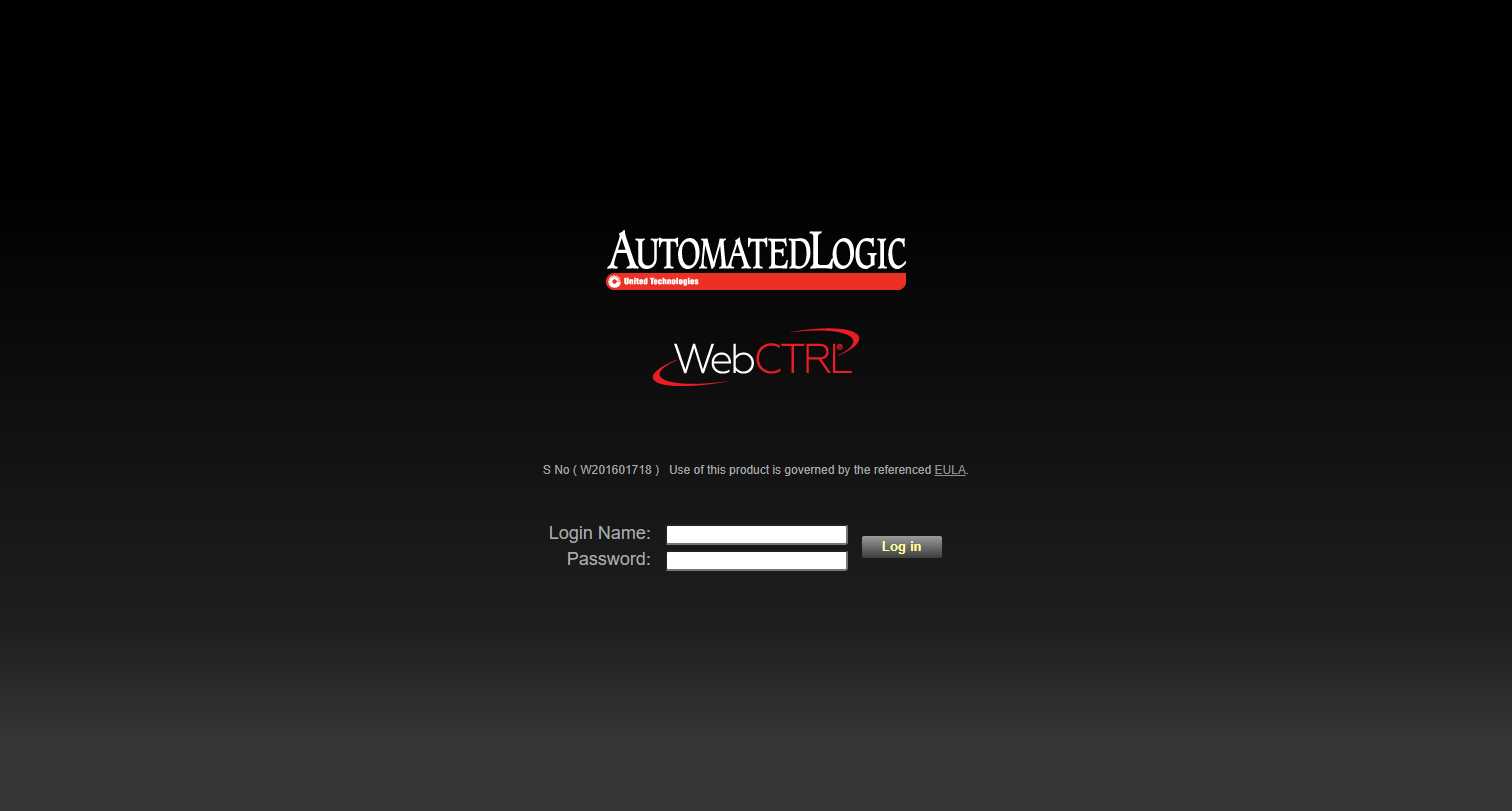 AUTOMATEDLOGIC
United Technologies
WebCTRL®
S No ( W201601718 ) Use of this product is governed by the referenced EULA.
Login Name:
Password:
Log in